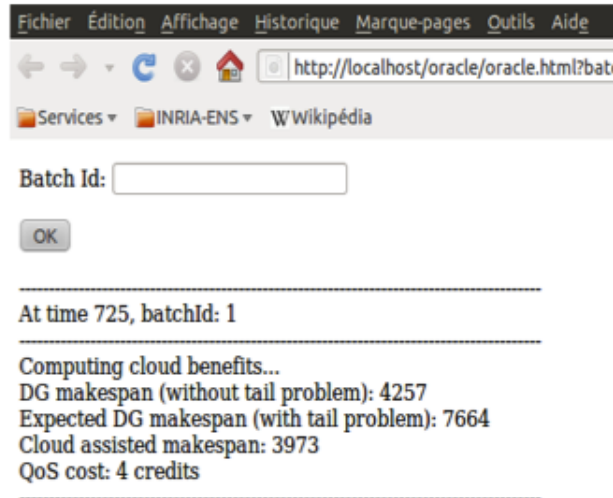 Fichier Édition Affichage Historique Marque-pages Outils Aide
http://localhost/oracle/oracle.html?bat
Services INRIA-ENS W Wikipédia
Batch Id:
OK
At time 725, batchId: 1
Computing cloud benefits...
DG makespan (without tail problem): 4257
Expected DG makespan (with tail problem): 7664
Cloud assisted makespan: 3973
QoS cost: 4 credits